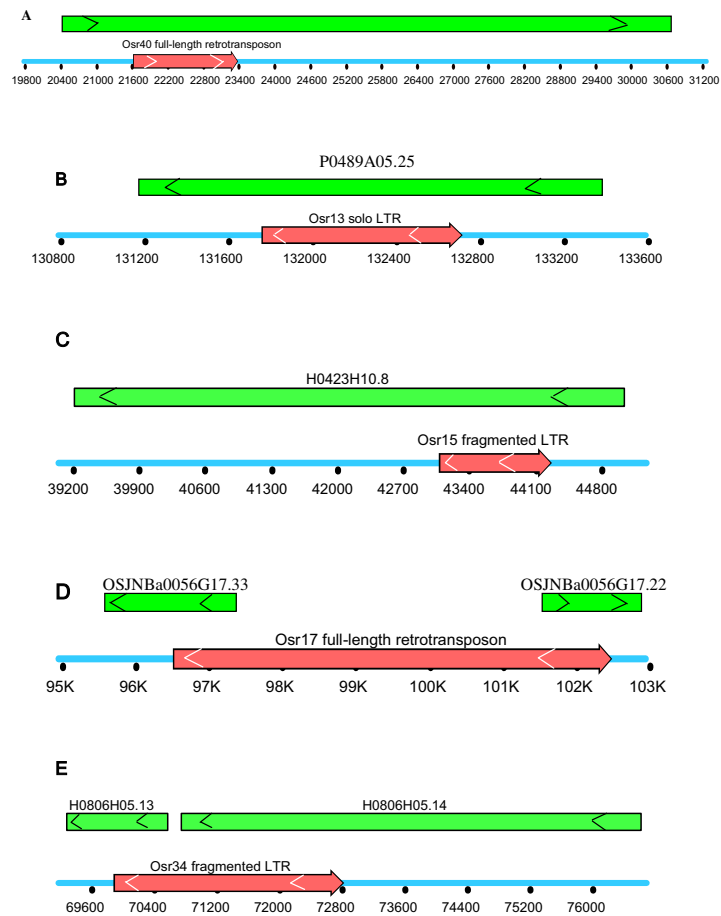 A
Osr40 full-length retrotransposon
19800 20400 21000 21600 22200 22800 23400 24000 24600 25200 25800 26400 27000 27600 28200 28800 29400 30000 30600 31200
P0489A05.25
B
Osr13 solo LTR
130800 131200 131600 132000 132400 132800 133200 133600
C
H0423H10.8
Osr15 fragmented LTR
39200 39900 40600 41300 42000 42700 43400 44100 44800
OSJNBa0056G17.33 OSJNBa0056G17.22
D
Osr17 full-length retrotransposon
95K 96K 97K 98K 99K 100K 101K 102K 103K
E
H0806H05.13 H0806H05.14
Osr34 fragmented LTR
69600 70400 71200 72000 72800 73600 74400 75200 76000